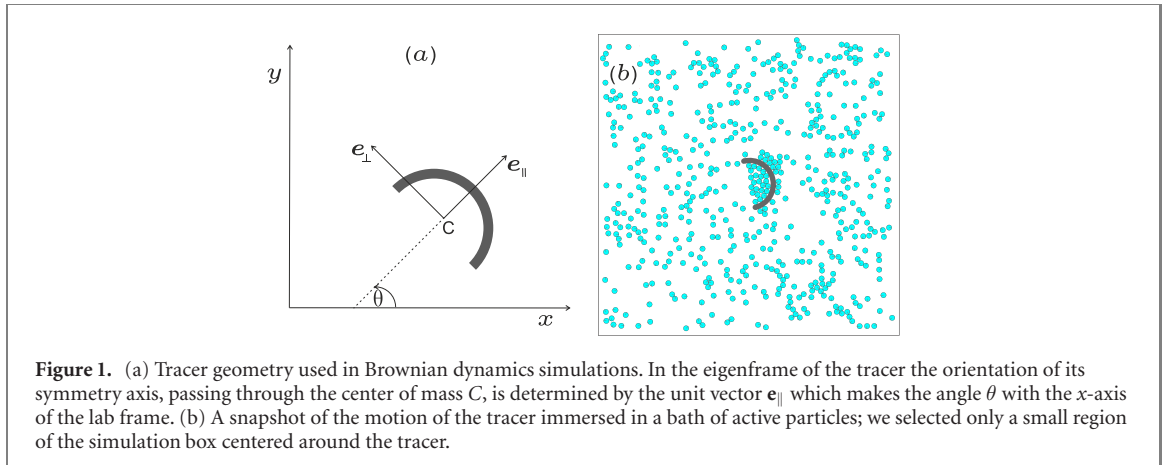 (a)
(b)
y
e⊥
e∥
C
θ
x
Figure 1. (a) Tracer geometry used in Brownian dynamics simulations. In the eigenframe of the tracer the orientation of its
symmetry axis, passing through the center of mass C, is determined by the unit vector e∥ which makes the angle θ with the x-axis
of the lab frame. (b) A snapshot of the motion of the tracer immersed in a bath of active particles; we selected only a small region
of the simulation box centered around the tracer.